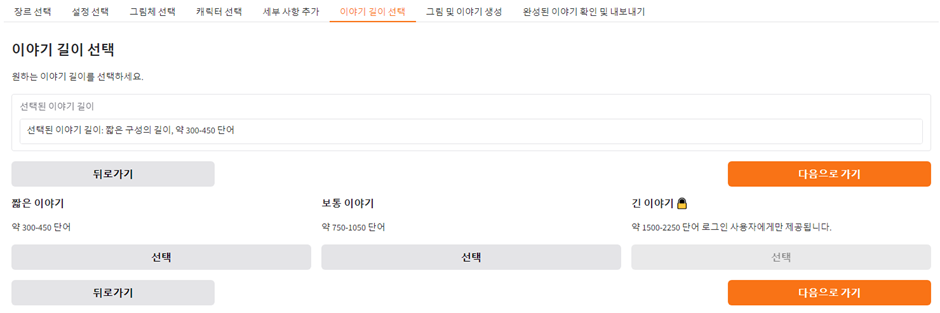 장르 선택 설정 선택 그림체 선택 캐릭터 선택 세부 사항 추가 이야기 길이 선택 그림 및 이야기 생성 완성된 이야기 확인 및 내보내기
이야기 길이 선택
원하는 이야기 길이를 선택하세요.
선택된 이야기 길이
선택된 이야기 길이: 짧은 구성의 길이, 약 300-450 단어
뒤로가기 다음으로 가기
짧은 이야기 보통 이야기 긴 이야기 🔒
약 300-450 단어 약 750-1050 단어 약 1500-2250 단어 로그인 사용자에게만 제공됩니다.
선택 선택 선택
뒤로가기 다음으로 가기